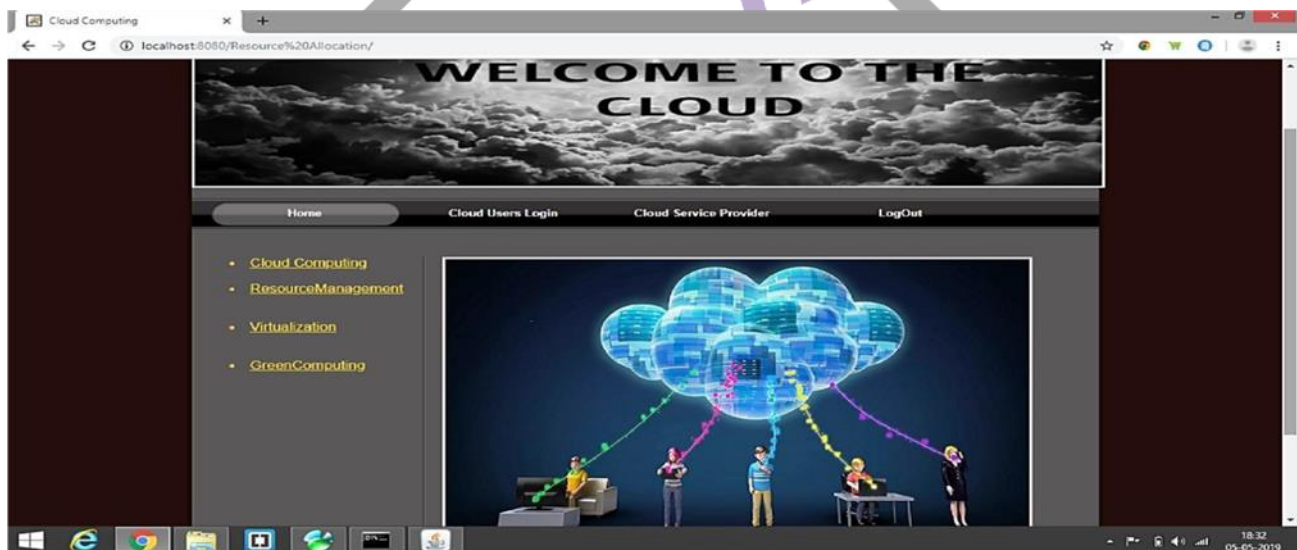 Cloud Computing
localhost:8080/Resource%20Allocation/
WELCOME TO THE
CLOUD
Home Cloud Users Login Cloud Service Provider LogOut
Cloud Computing
ResourceManagement
Virtualization
GreenComputing
18:32
05-05-2019